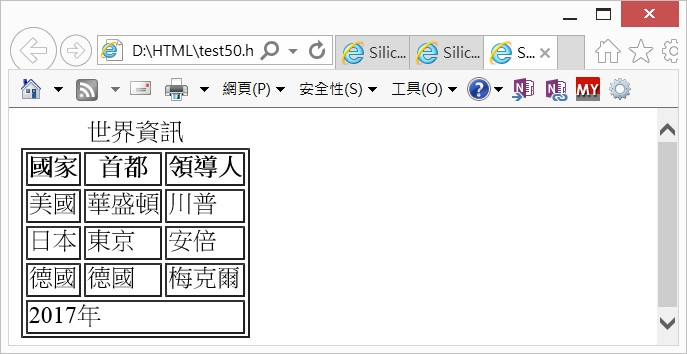 D:\HTML\test50.h
Silic...
Silic...
S...
網頁(P)
安全性(S)
工具(O)
MY
世界資訊
國家 首都 領導人
美國 華盛頓 川普
日本 東京 安倍
德國 德國 梅克爾
2017年